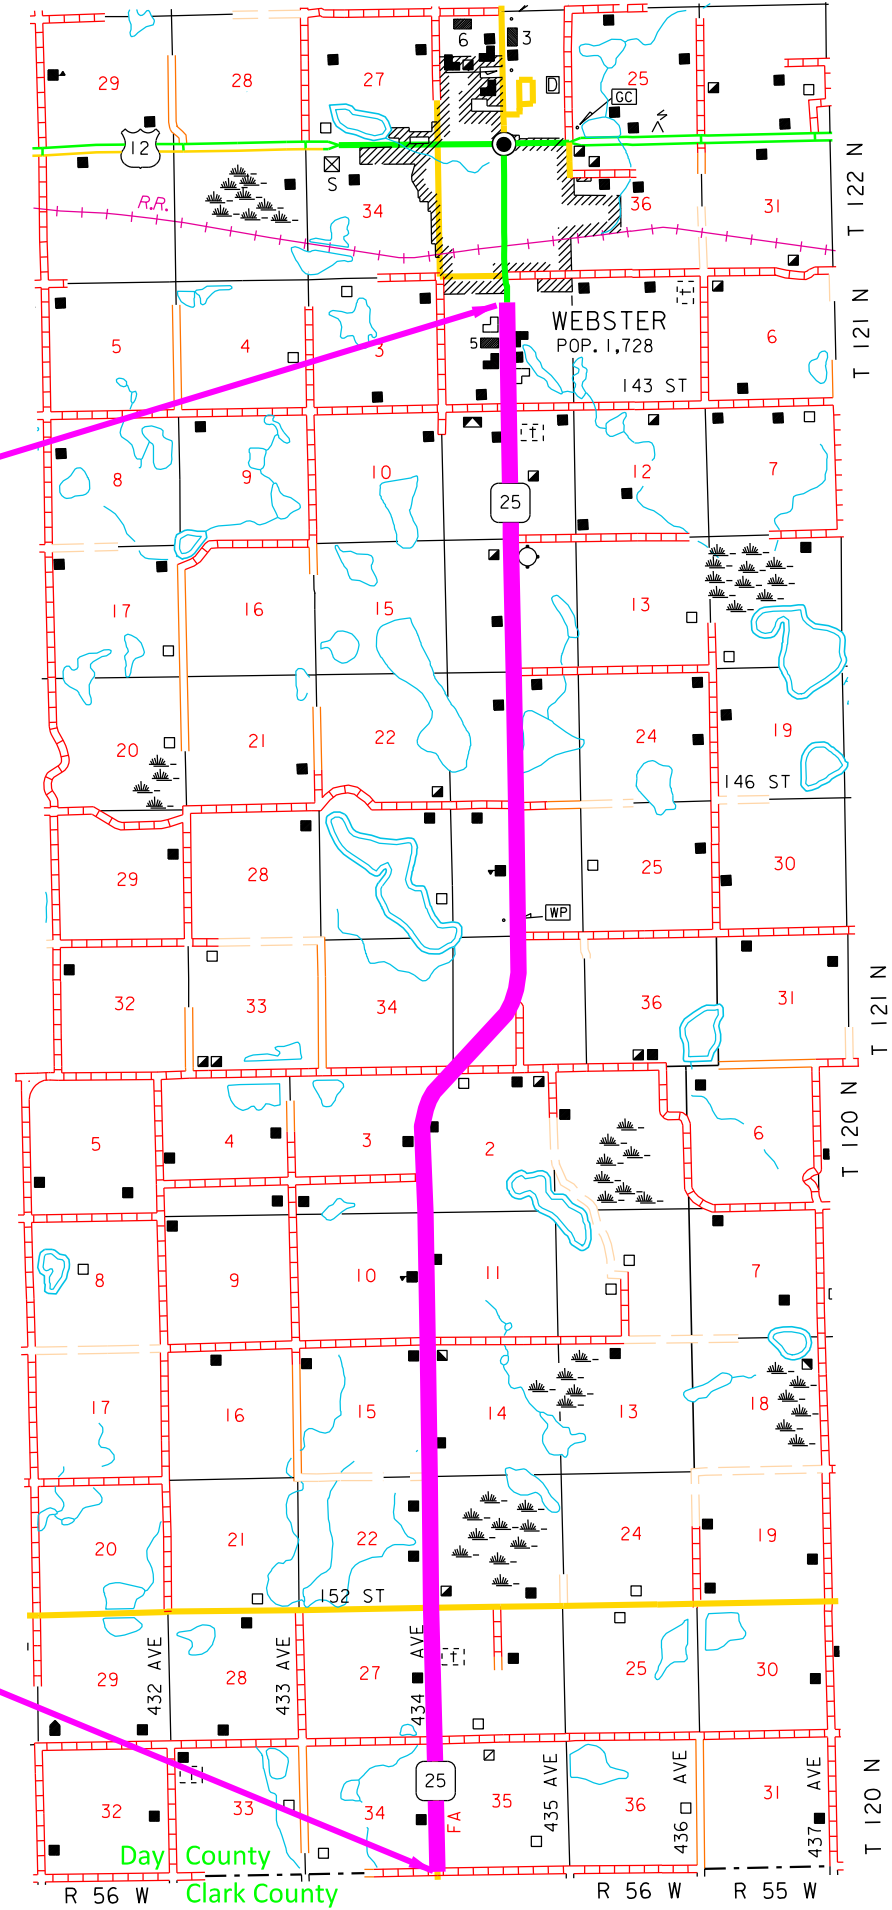 6 3
29 28 27 D 25
GC
12
S
R.R.
34 36 31
T 122 N
WEBSTER
POP. 1,728
5 4 3 5 6
143 ST
T 121 N
8 9 10 12 7
25
17 16 15 13
20 21 22 24 19
146 ST
29 28 25 30
WP
32 33 34 36 31
T 121 N
5 4 3 2 6
T 120 N
8 9 10 11 7
17 16 15 14 13 18
20 21 22 24 19
152 ST
29 432 AVE 28 433 AVE 27 434 AVE 25 30
25
32 33 34 FA 35 435 AVE 36 436 AVE 31 437 AVE
T 120 N
Day County
Clark County
R 56 W R 56 W R 55 W